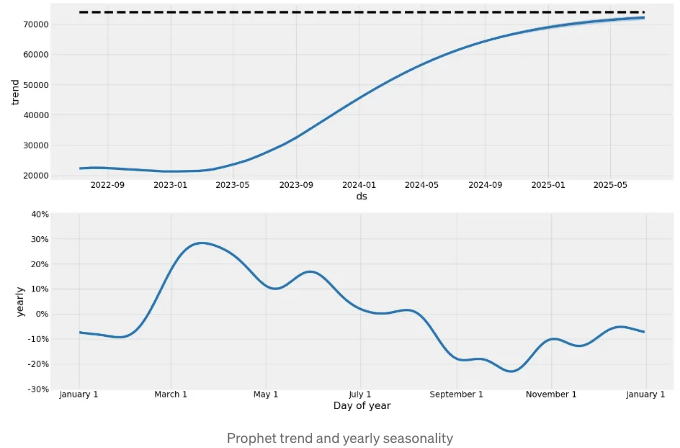 70000
60000
50000
40000
30000
20000
trend
2022-09 2023-01 2023-05 2023-09 2024-01 2024-05 2024-09 2025-01 2025-05
ds
40%
30%
20%
10%
0%
-10%
-20%
-30%
yearly
January 1 March 1 May 1 July 1 September 1 November 1 January 1
Day of year
Prophet trend and yearly seasonality